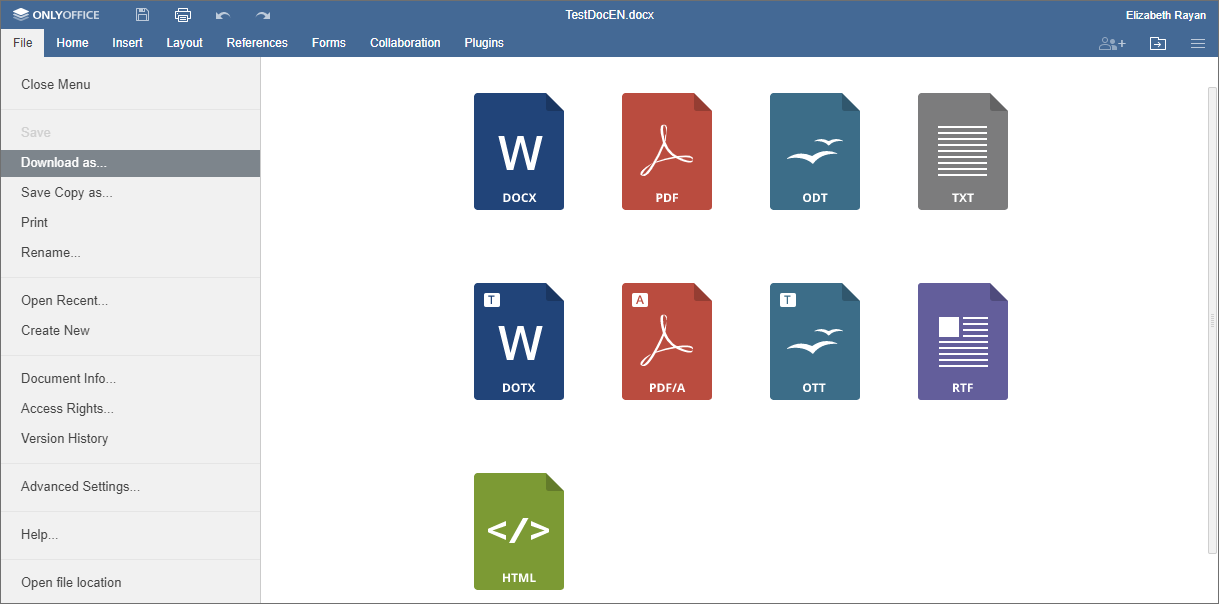 ONLYOFFICE TestDocEN.docx Elizabeth Rayan
File Home Insert Layout References Forms Collaboration Plugins
Close Menu
Save
Download as...
Save Copy as...
Print
Rename...
Open Recent...
Create New
Document Info...
Access Rights...
Version History
Advanced Settings...
Help...
Open file location
W W
DOCX PDF ODT TXT
T A T
W
DOTX PDF/A OTT RTF
</>
HTML